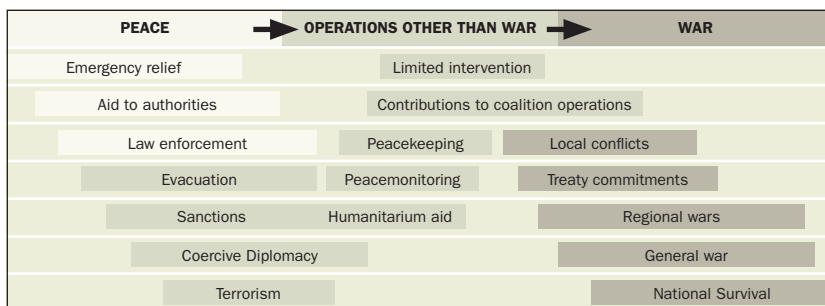 PEACE OPERATIONS OTHER THAN WAR WAR
Emergency relief Limited intervention
Aid to authorities Contributions to coalition operations
Law enforcement Peacekeeping Local conflicts
Evacuation Peacemonitoring Treaty commitments
Sanctions Humanitarium aid Regional wars
Coercive Diplomacy General war
Terrorism National Survival